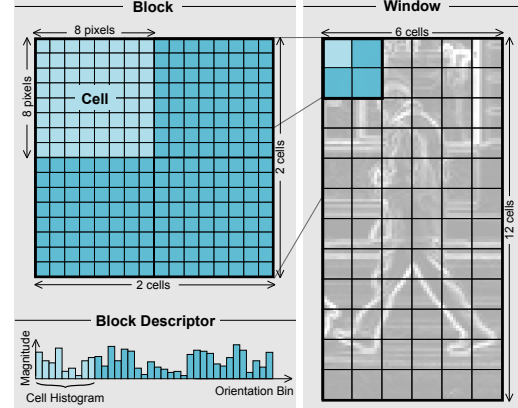 Block
8 pixels
8 pixels
Cell
2 cells
2 cells
Block Descriptor
Magnitude
Cell Histogram
Orientation Bin
Window
6 cells
12 cells